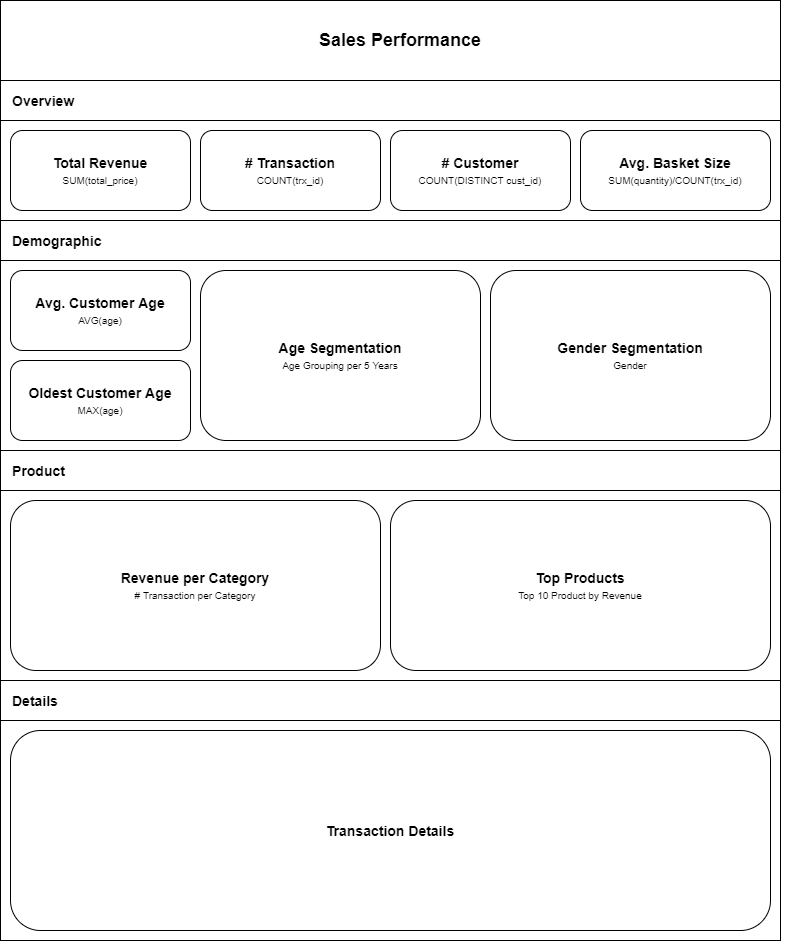 Sales Performance
Overview
Total Revenue
SUM(total_price)
# Transaction
COUNT(trx_id)
# Customer
COUNT(DISTINCT cust_id)
Avg. Basket Size
SUM(quantity)/COUNT(trx_id)
Demographic
Avg. Customer Age
AVG(age)
Oldest Customer Age
MAX(age)
Age Segmentation
Age Grouping per 5 Years
Gender Segmentation
Gender
Product
Revenue per Category
# Transaction per Category
Top Products
Top 10 Product by Revenue
Details
Transaction Details